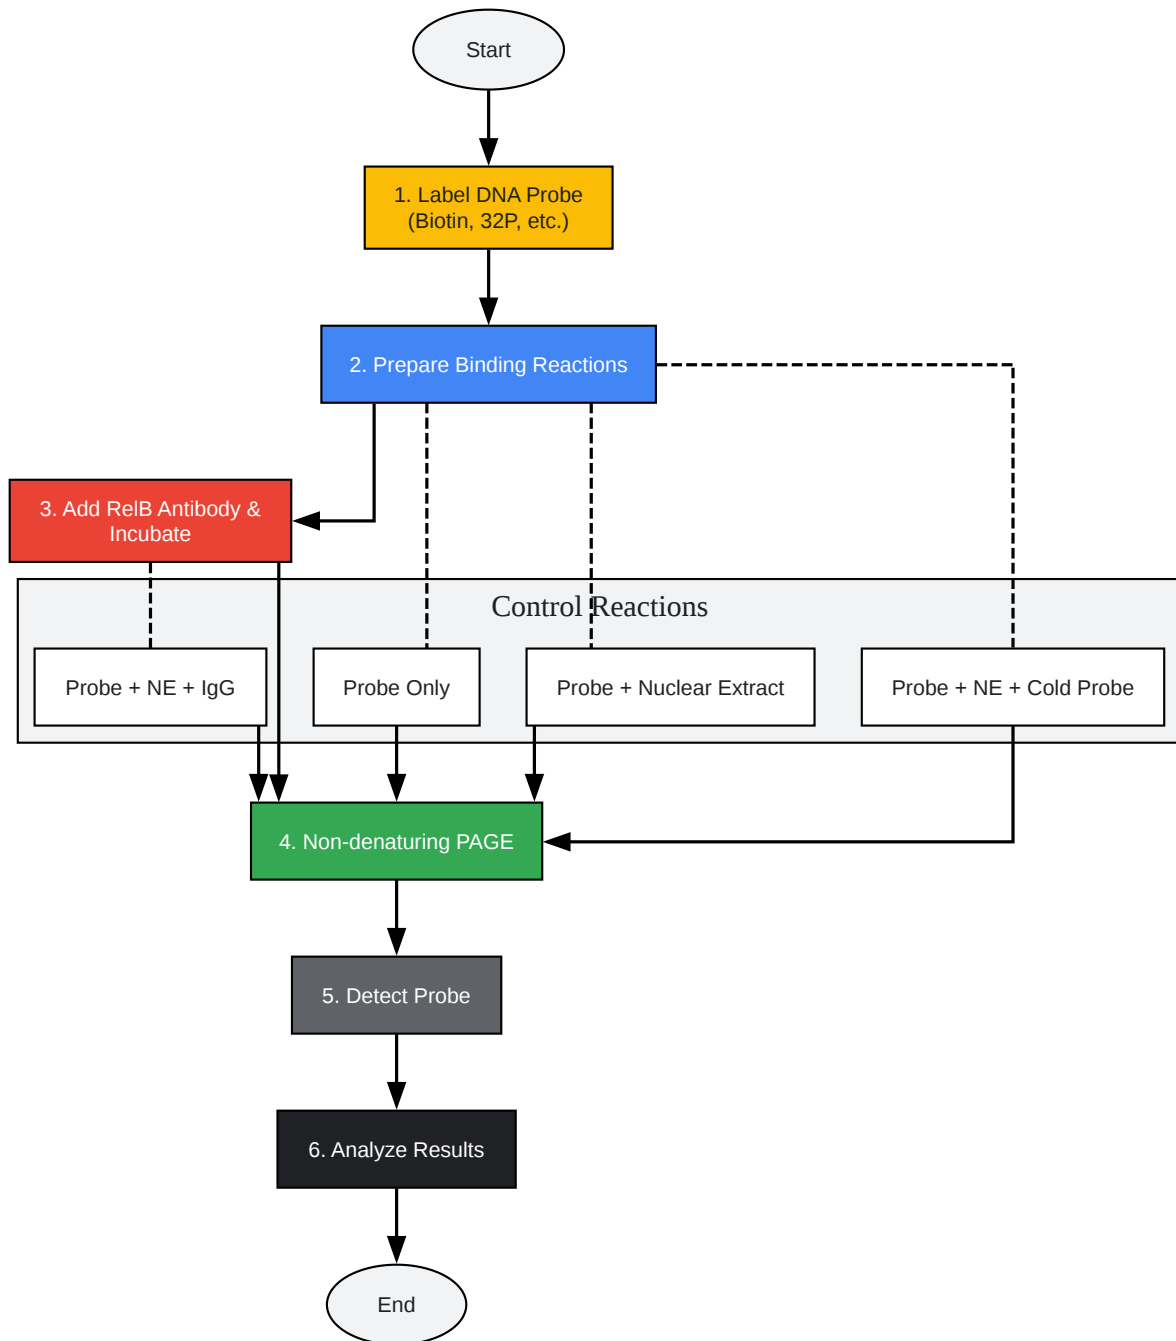 Start
1. Label DNA Probe
(Biotin, 32P, etc.)
2. Prepare Binding Reactions
3. Add RelB Antibody &
Incubate
Control Reactions
Probe + NE + IgG
Probe Only
Probe + Nuclear Extract
Probe + NE + Cold Probe
4. Non-denaturing PAGE
5. Detect Probe
6. Analyze Results
End